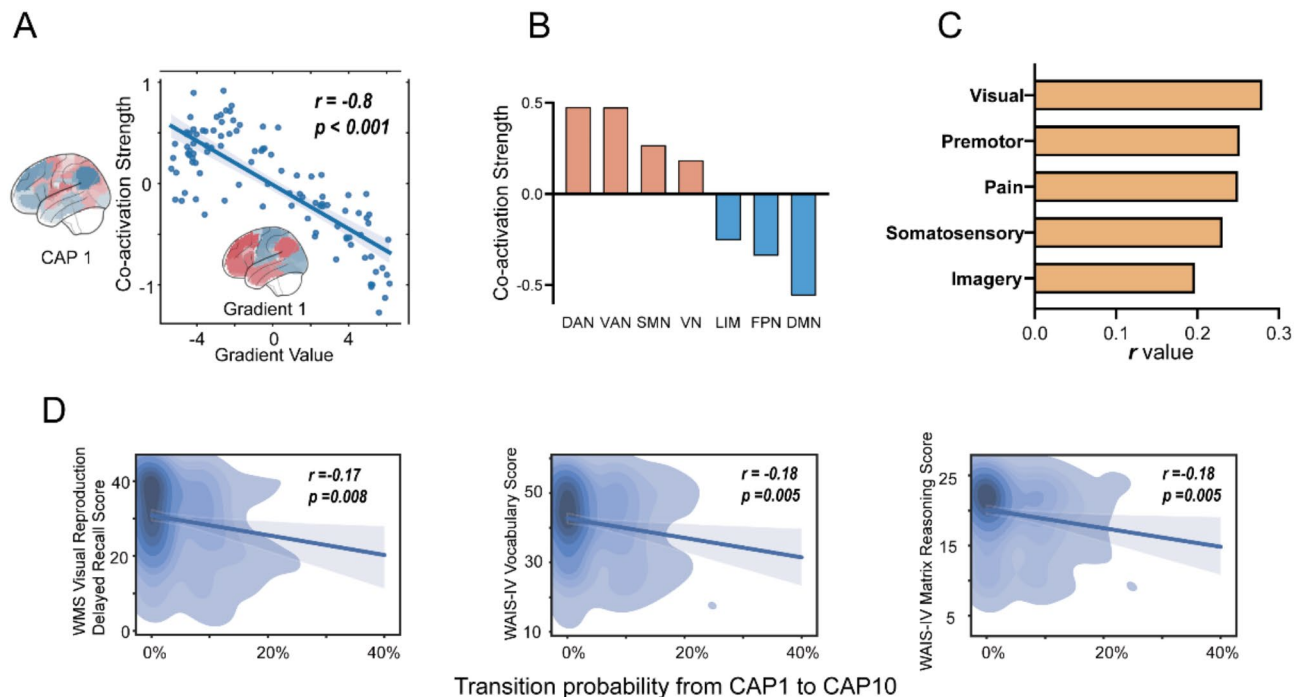 A
B
C
1
0
-1
-4
0
4
Co-activation Strength
Gradient Value
r = -0.8
p < 0.001
CAP 1
Gradient 1
0.5
0.0
-0.5
Co-activation Strength
DAN VAN SMN VN LIM FPN DMN
Visual
Premotor
Pain
Somatosensory
Imagery
0.0 0.1 0.2 0.3
r value
D
WMS Visual Reproduction
Delayed Recall Score
40
20
0
r =-0.17
p =0.008
0% 20% 40%
WAIS-IV Vocabulary Score
50
30
10
r =-0.18
p =0.005
0% 20% 40%
WAIS-IV Matrix Reasoning Score
25
15
5
r =-0.18
p =0.005
0% 20% 40%
Transition probability from CAP1 to CAP10